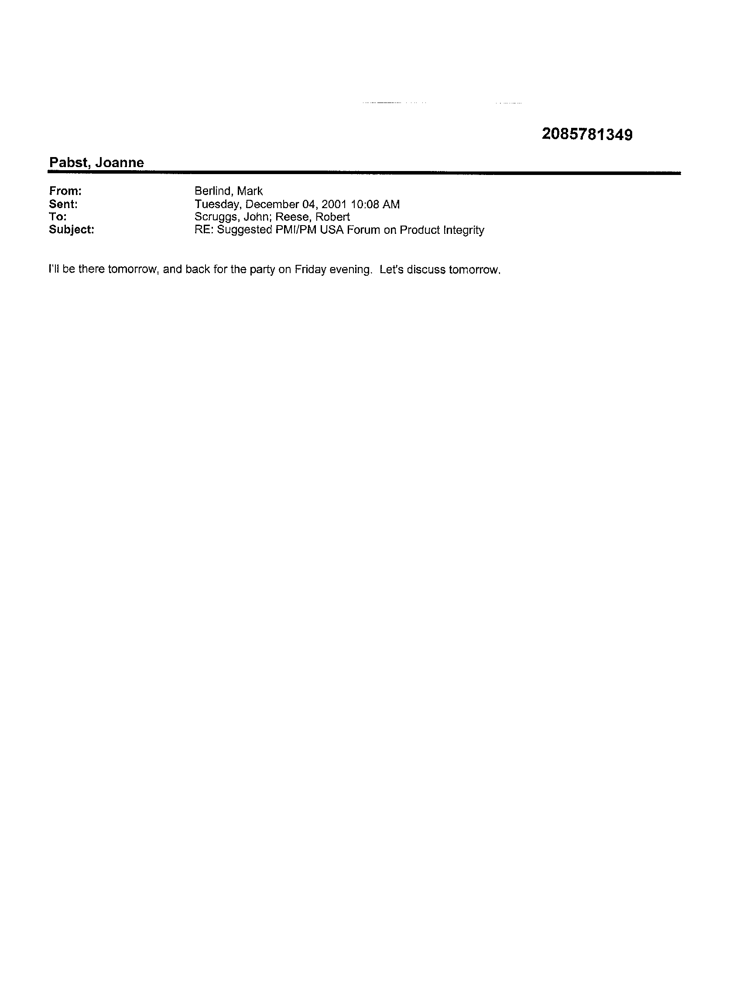 2085781349
Pabst, Joanne
From: Berlind, Mark
Sent: Tuesday, December 04, 2001 10:08 AM
To: Scruggs, John; Reese, Robert
Subject: RE: Suggested PMI/PM USA Forum on Product Integrity
I'll be there tomorrow, and back for the party on Friday evening. Let's discuss tomorrow.